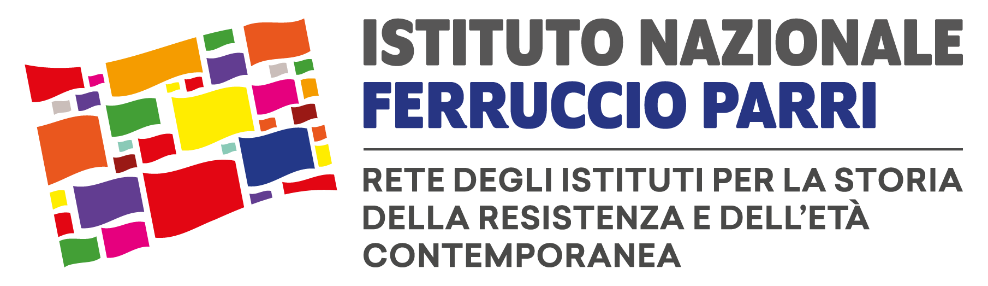 ISTITUTO NAZIONALE
FERRUCCIO PARRI
RETE DEGLI ISTITUTI PER LA STORIA
DELLA RESISTENZA E DELL’ETÀ
CONTEMPORANEA